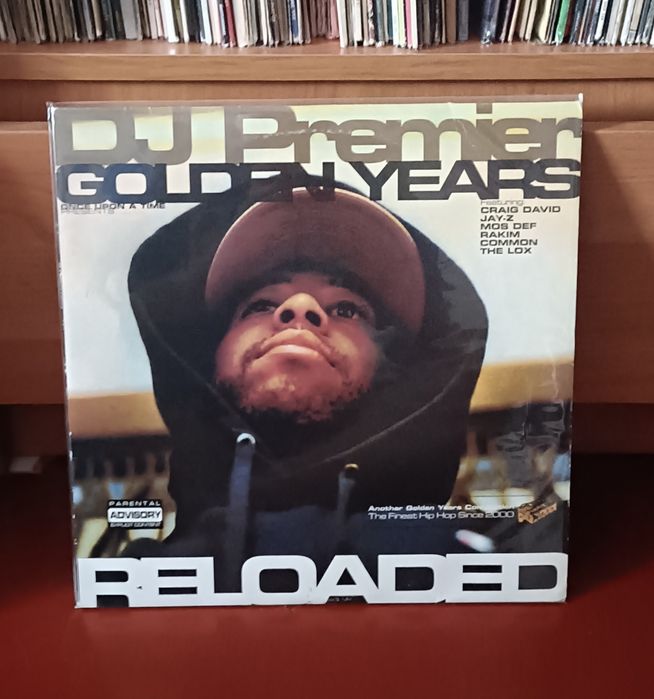 DJ Premier
GOLDEN YEARS
ONCE UPON A TIME
PRESENTS
Featuring:
CRAIG DAVID
JAY-Z
MOS DEF
RAKIM
COMMON
THE LOX
PARENTAL
ADVISORY
EXPLICIT CONTENT
Another Golden Years
The Finest Hip Hop Since 2000
RELOADED